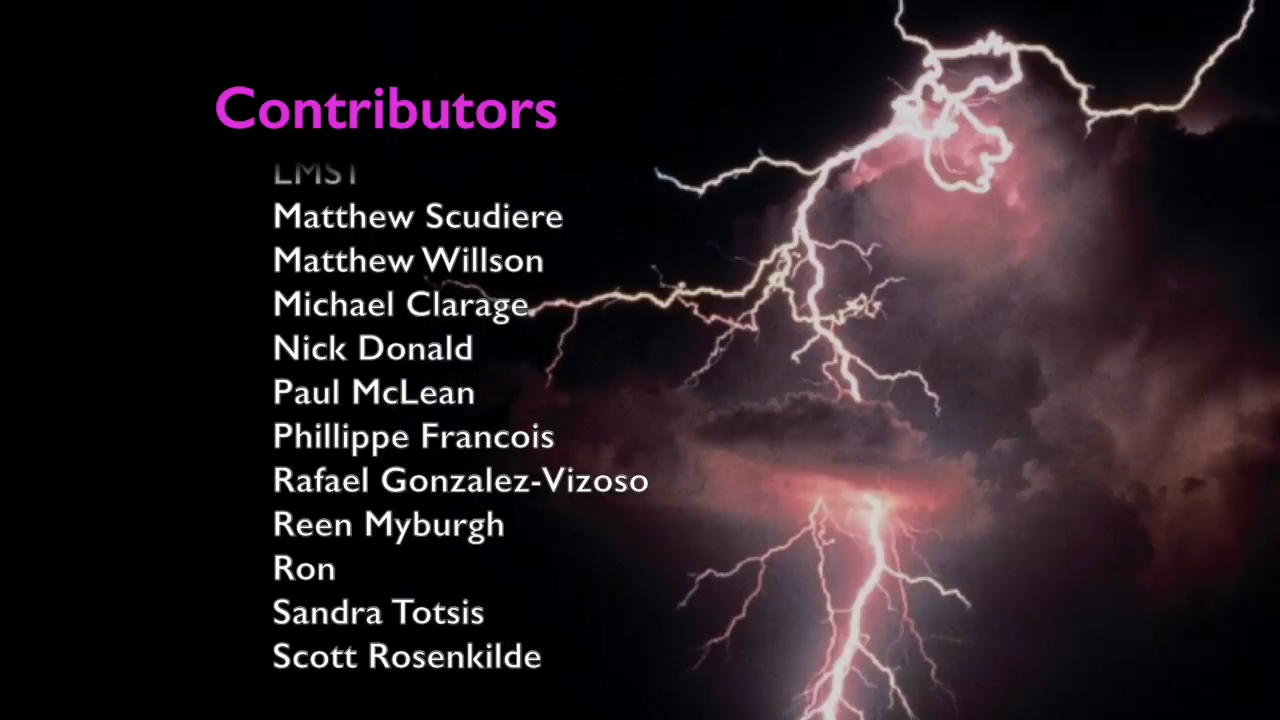 Contributors
Matthew Scudiere
Matthew Willson
Michael Clarage
Nick Donald
Paul McLean
Phillippe Francois
Rafael Gonzalez-Vizoso
Reen Myburgh
Ron
Sandra Totsis
Scott Rosenkilde